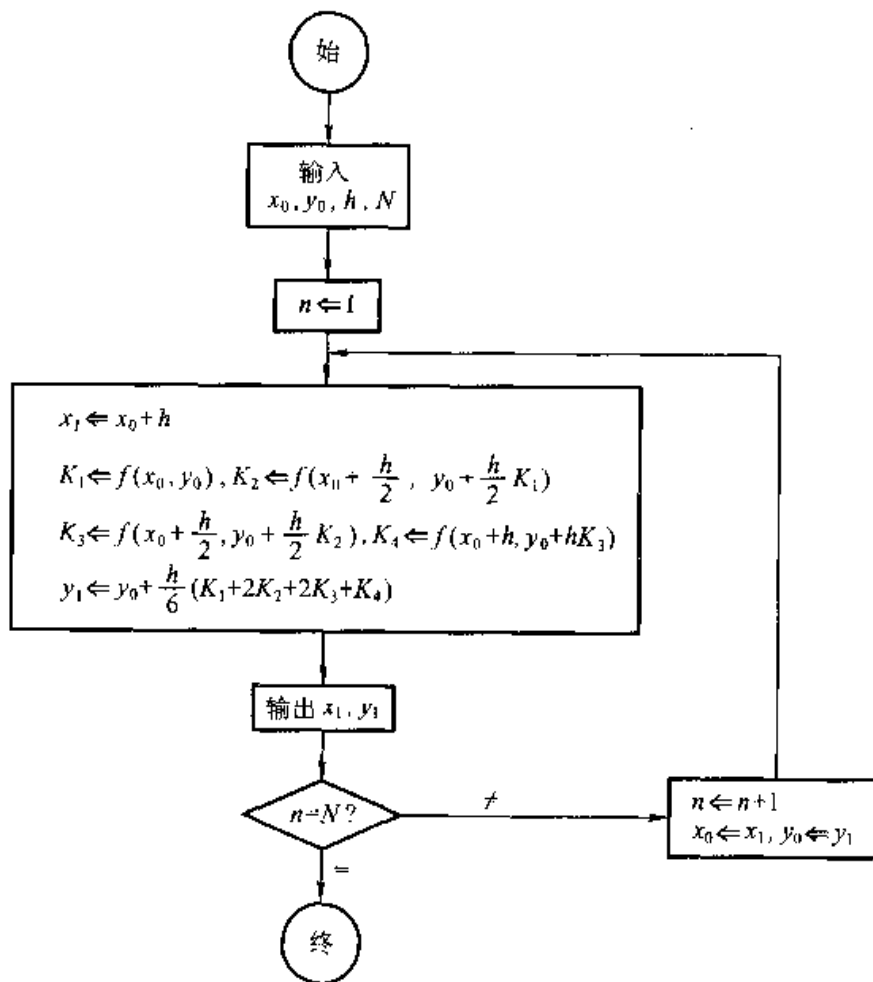 始
输入
x₀, y₀, h, N
n ⇐ 1
x₁ ⇐ x₀ + h
K₁ ⇐ f(x₀, y₀), K₂ ⇐ f(x₀ + h/2, y₀ + h/2 K₁)
K₃ ⇐ f(x₀ + h/2, y₀ + h/2 K₂), K₄ ⇐ f(x₀+h, y₀+hK₃)
y₁ ⇐ y₀ + h/6 (K₁+2K₂+2K₃+K₄)
输出 x₁, y₁
n=N?
≠
n ⇐ n+1
x₀ ⇐ x₁, y₀ ⇐ y₁
=
终